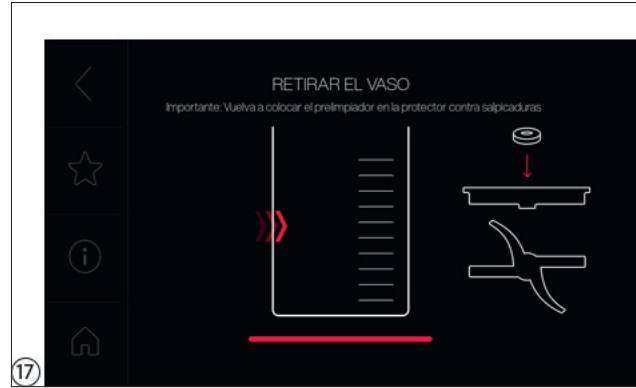 RETIRAR EL VASO
Importante: Vuelva a colocar el prelimpiador en la protector contra salpicaduras
17